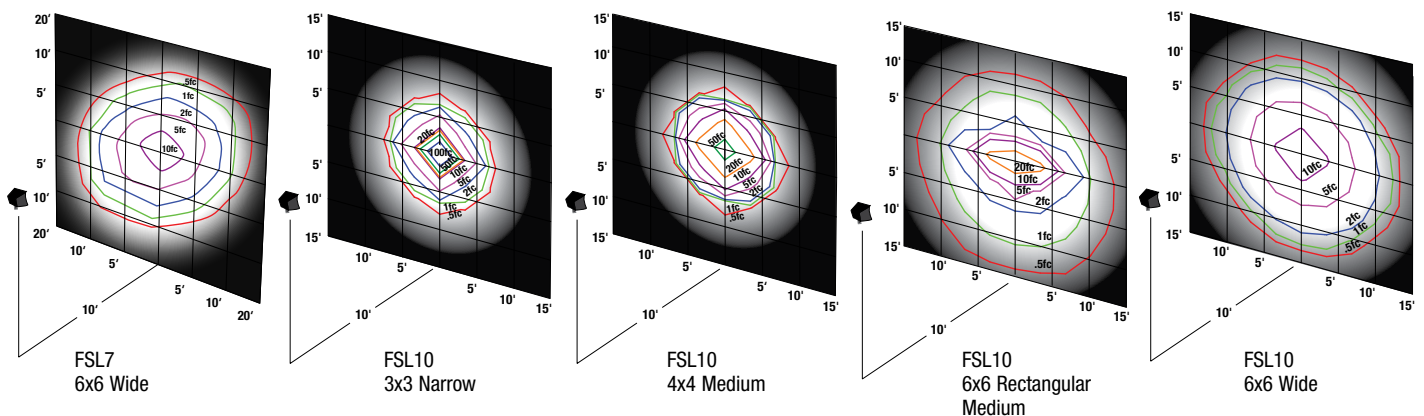 20'
10'
5'
5'
10'
20'
10'
5'
5'
10'
20'
10'
.5fc
1fc
2fc
5fc
10fc
FSL7
6x6 Wide
15'
10'
5'
5'
10'
15'
10'
5'
5'
10'
15'
10'
20fc
100fc
50fc
10fc
5fc
2fc
1fc
.5fc
FSL10
3x3 Narrow
15'
10'
5'
5'
10'
15'
10'
5'
5'
10'
15'
10'
50fc
20fc
10fc
5fc
2fc
1fc
.5fc
FSL10
4x4 Medium
15'
10'
5'
5'
10'
15'
10'
5'
5'
10'
15'
10'
20fc
10fc
5fc
2fc
1fc
.5fc
FSL10
6x6 Rectangular
Medium
15'
10'
5'
5'
10'
15'
10'
5'
5'
10'
15'
10'
10fc
5fc
2fc
1fc
.5fc
FSL10
6x6 Wide